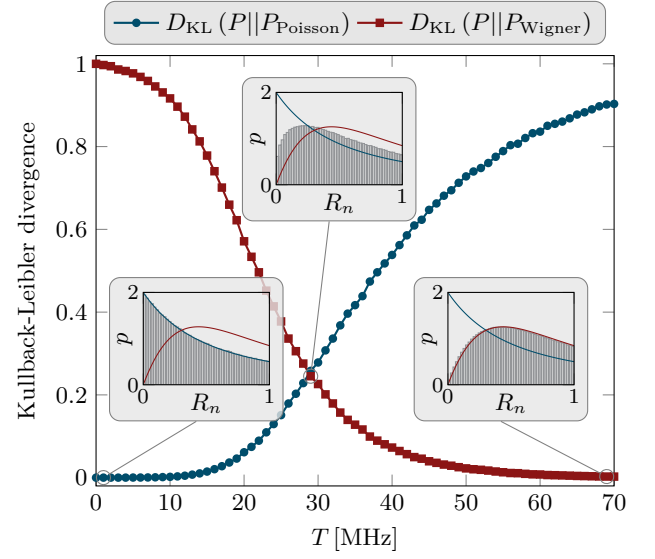 D_KL (P||P_Poisson) D_KL (P||P_Wigner)
Kullback-Leibler divergence
1
0.8
0.6
0.4
0.2
0
0 10 20 30 40 50 60 70
T [MHz]
2
p
0
0 1
R_n
2
p
0
0 1
R_n
2
p
0
0 1
R_n